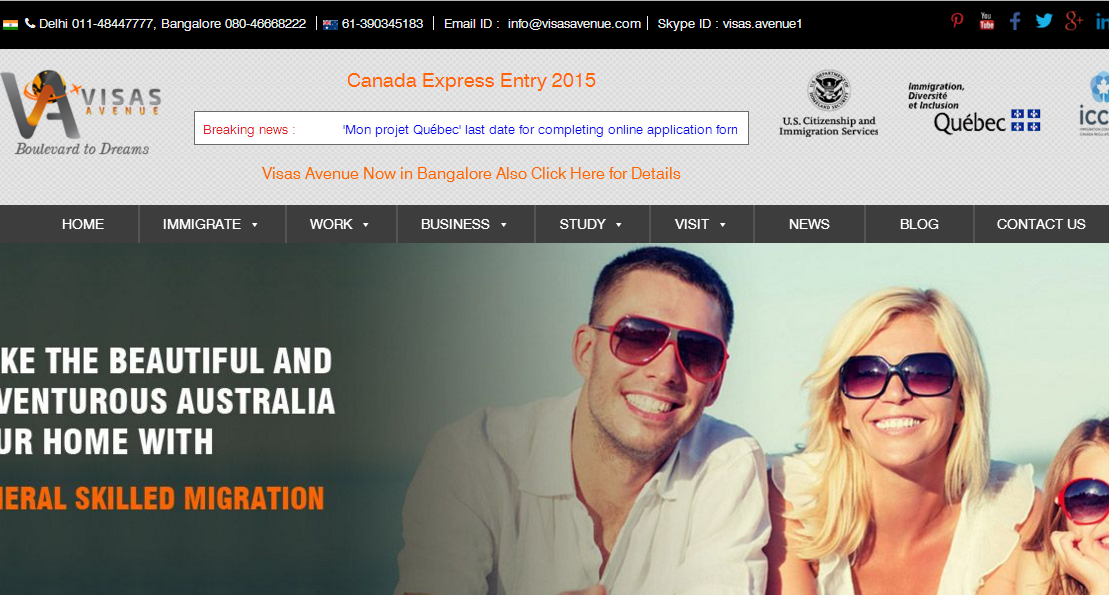 Delhi 011-48447777, Bangalore 080-46668222 | 61-390345183 | Email ID : info@visasavenue.com | Skype ID : visas.avenue1
You Tube
VA VISAS AVENUE
Boulevard to Dreams
Canada Express Entry 2015
Breaking news : 'Mon projet Québec' last date for completing online application forn
Visas Avenue Now in Bangalore Also Click Here for Details
U.S. Citizenship and
Immigration Services
Immigration,
Diversité
et Inclusion
Québec
icc
HOME IMMIGRATE WORK BUSINESS STUDY VISIT NEWS BLOG CONTACT US
KE THE BEAUTIFUL AND
VENTUROUS AUSTRALIA
UR HOME WITH
NERAL SKILLED MIGRATION